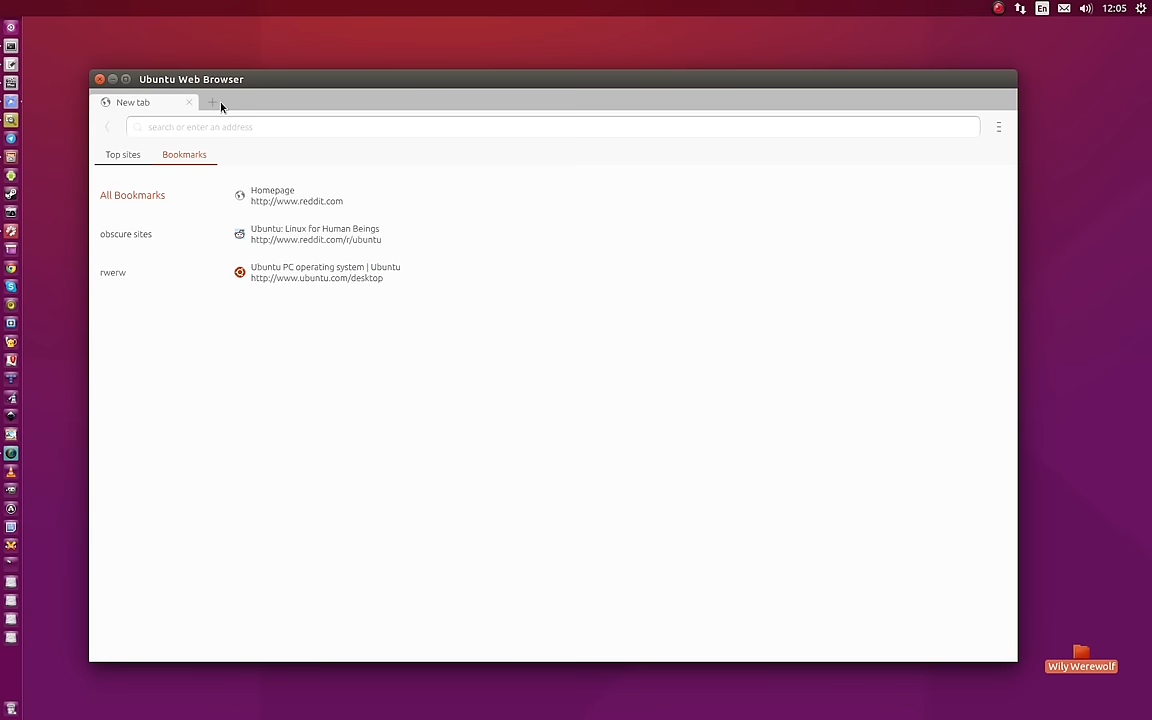 En 12:05
Ubuntu Web Browser
New tab
search or enter an address
Top sites Bookmarks
All Bookmarks
Homepage
http://www.reddit.com
obscure sites
Ubuntu: Linux for Human Beings
http://www.reddit.com/r/ubuntu
rwerw
Ubuntu PC operating system | Ubuntu
http://www.ubuntu.com/desktop
Wily Werewolf